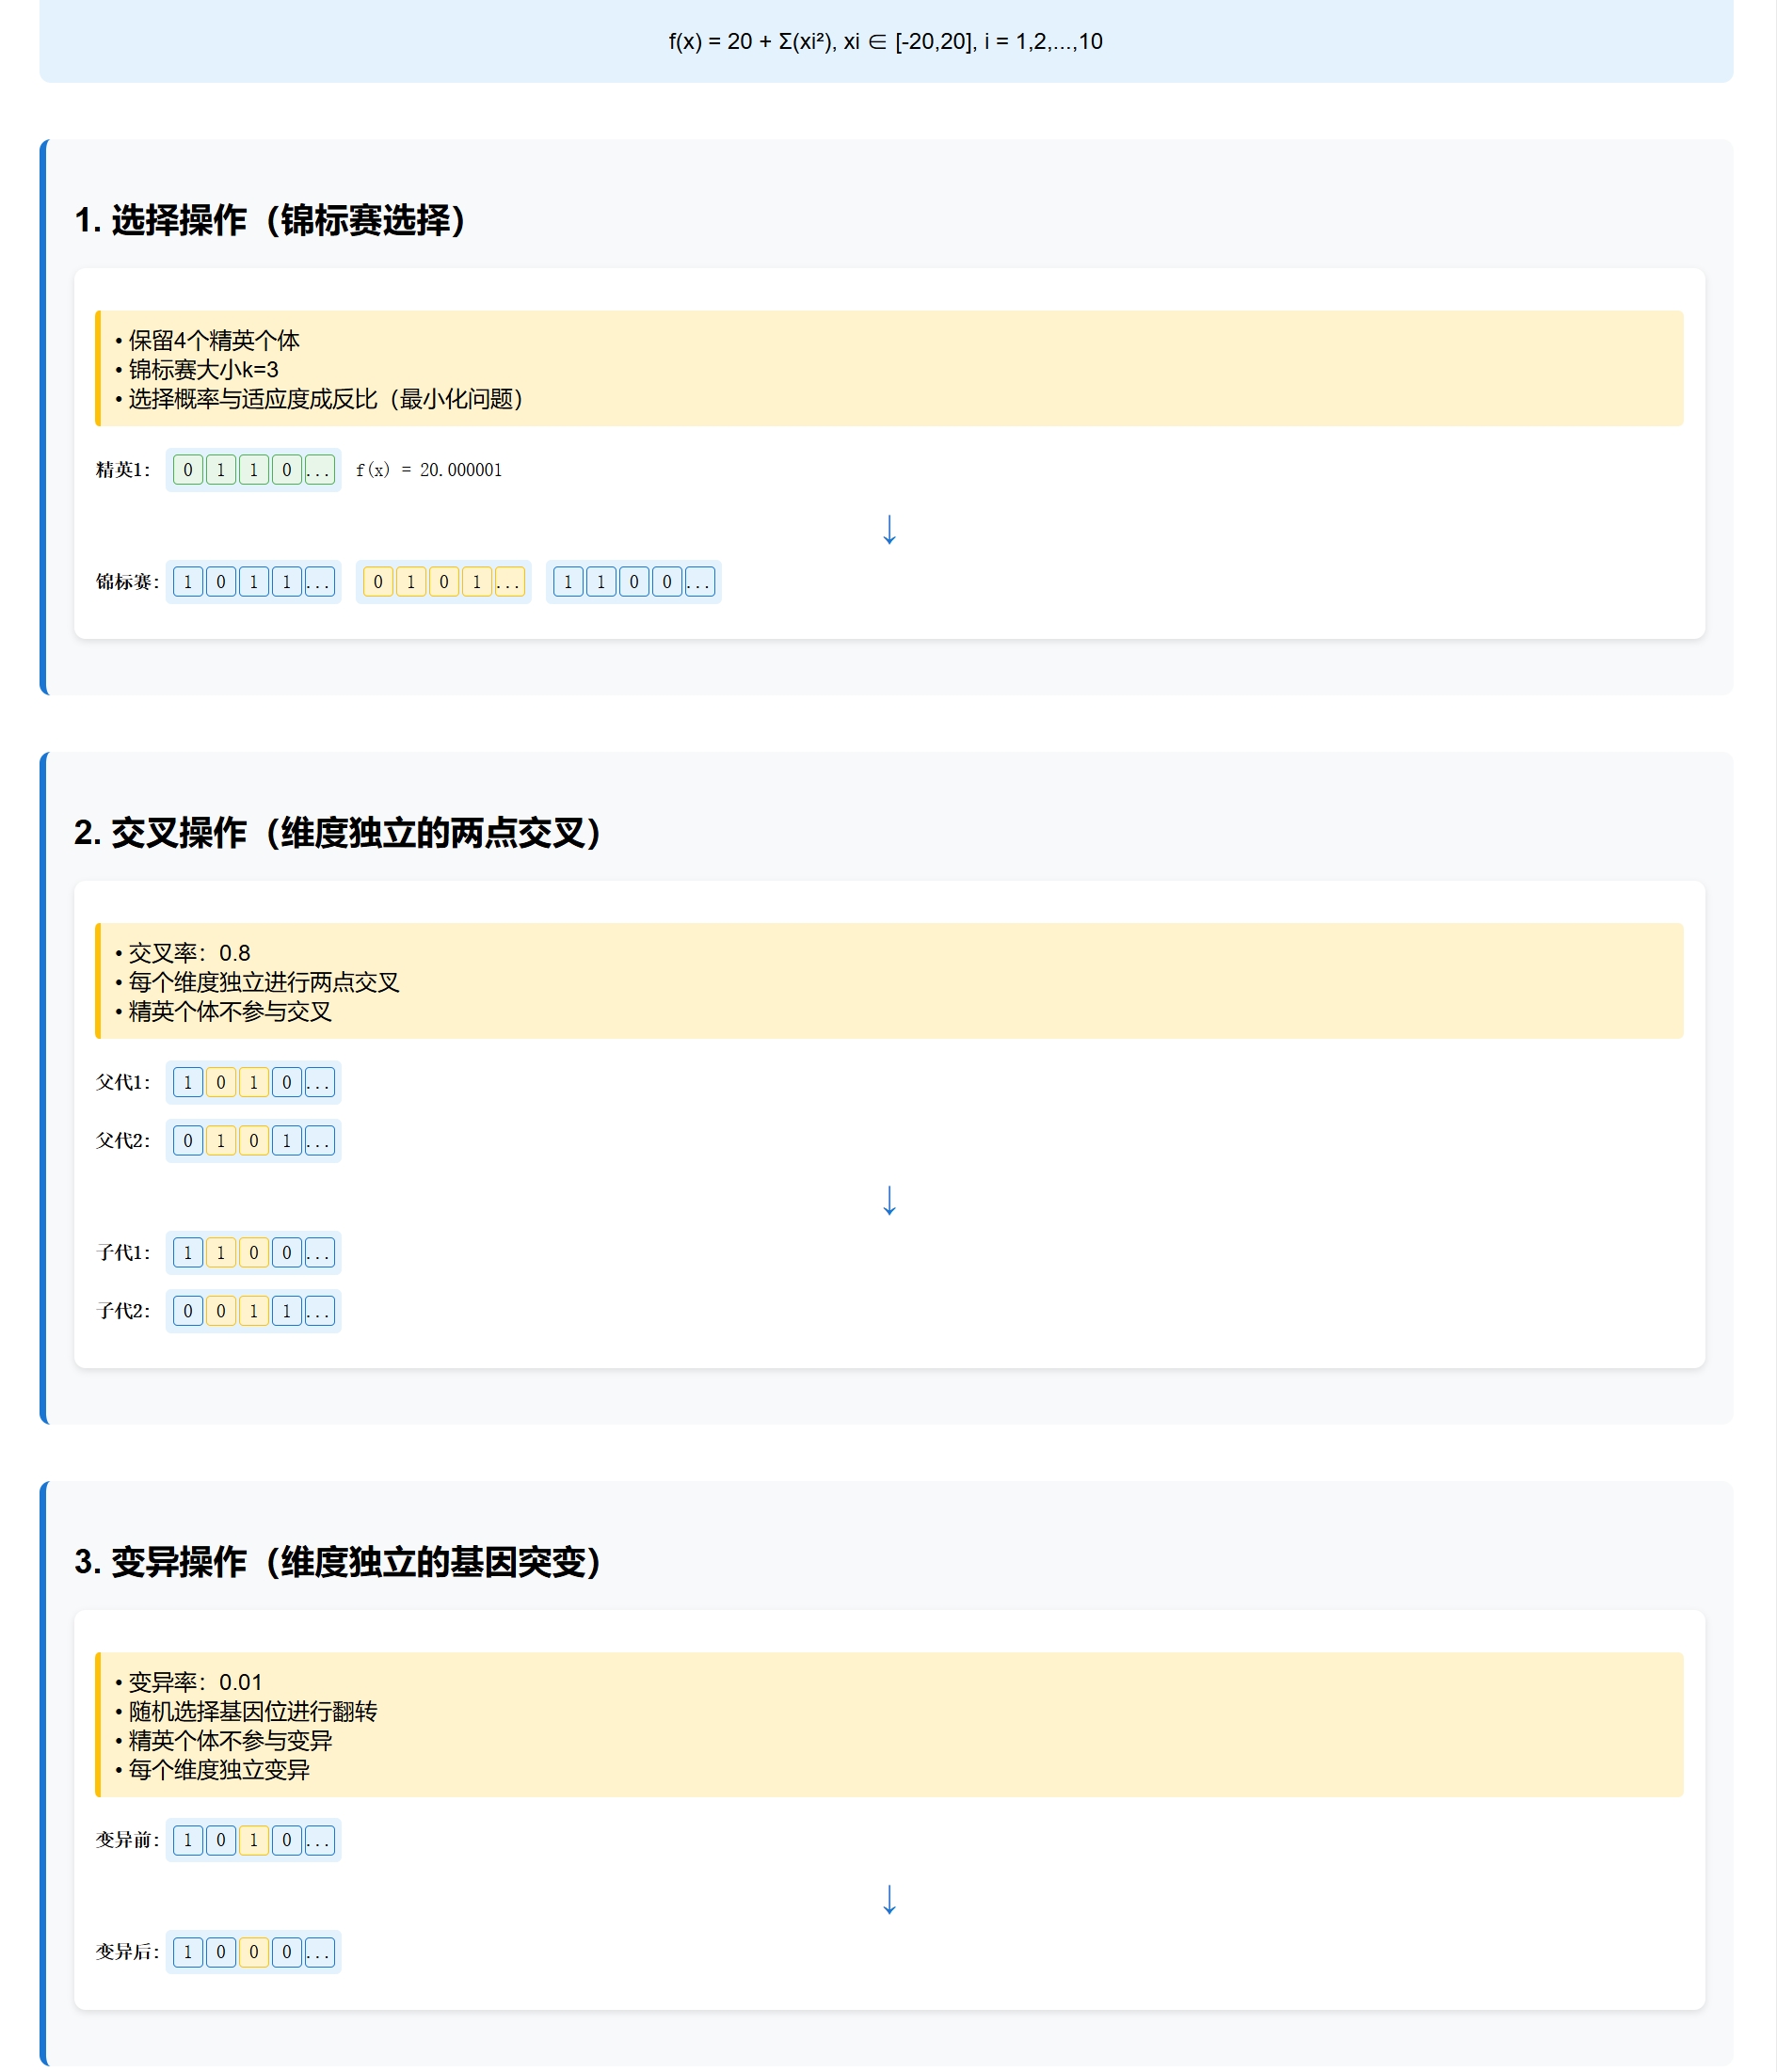 f(x) = 20 + Σ(xi²), xi ∈ [-20,20], i = 1,2,...,10
1. 选择操作（锦标赛选择）
• 保留4个精英个体
• 锦标赛大小k=3
• 选择概率与适应度成反比（最小化问题）
精英1: 0 1 1 0 ... f(x) = 20.000001
↓
锦标赛: 1 0 1 1 ... 0 1 0 1 ... 1 1 0 0 ...
2. 交叉操作（维度独立的两点交叉）
• 交叉率：0.8
• 每个维度独立进行两点交叉
• 精英个体不参与交叉
父代1: 1 0 1 0 ...
父代2: 0 1 0 1 ...
↓
子代1: 1 1 0 0 ...
子代2: 0 0 1 1 ...
3. 变异操作（维度独立的基因突变）
• 变异率：0.01
• 随机选择基因位进行翻转
• 精英个体不参与变异
• 每个维度独立变异
变异前: 1 0 1 0 ...
↓
变异后: 1 0 0 0 ...